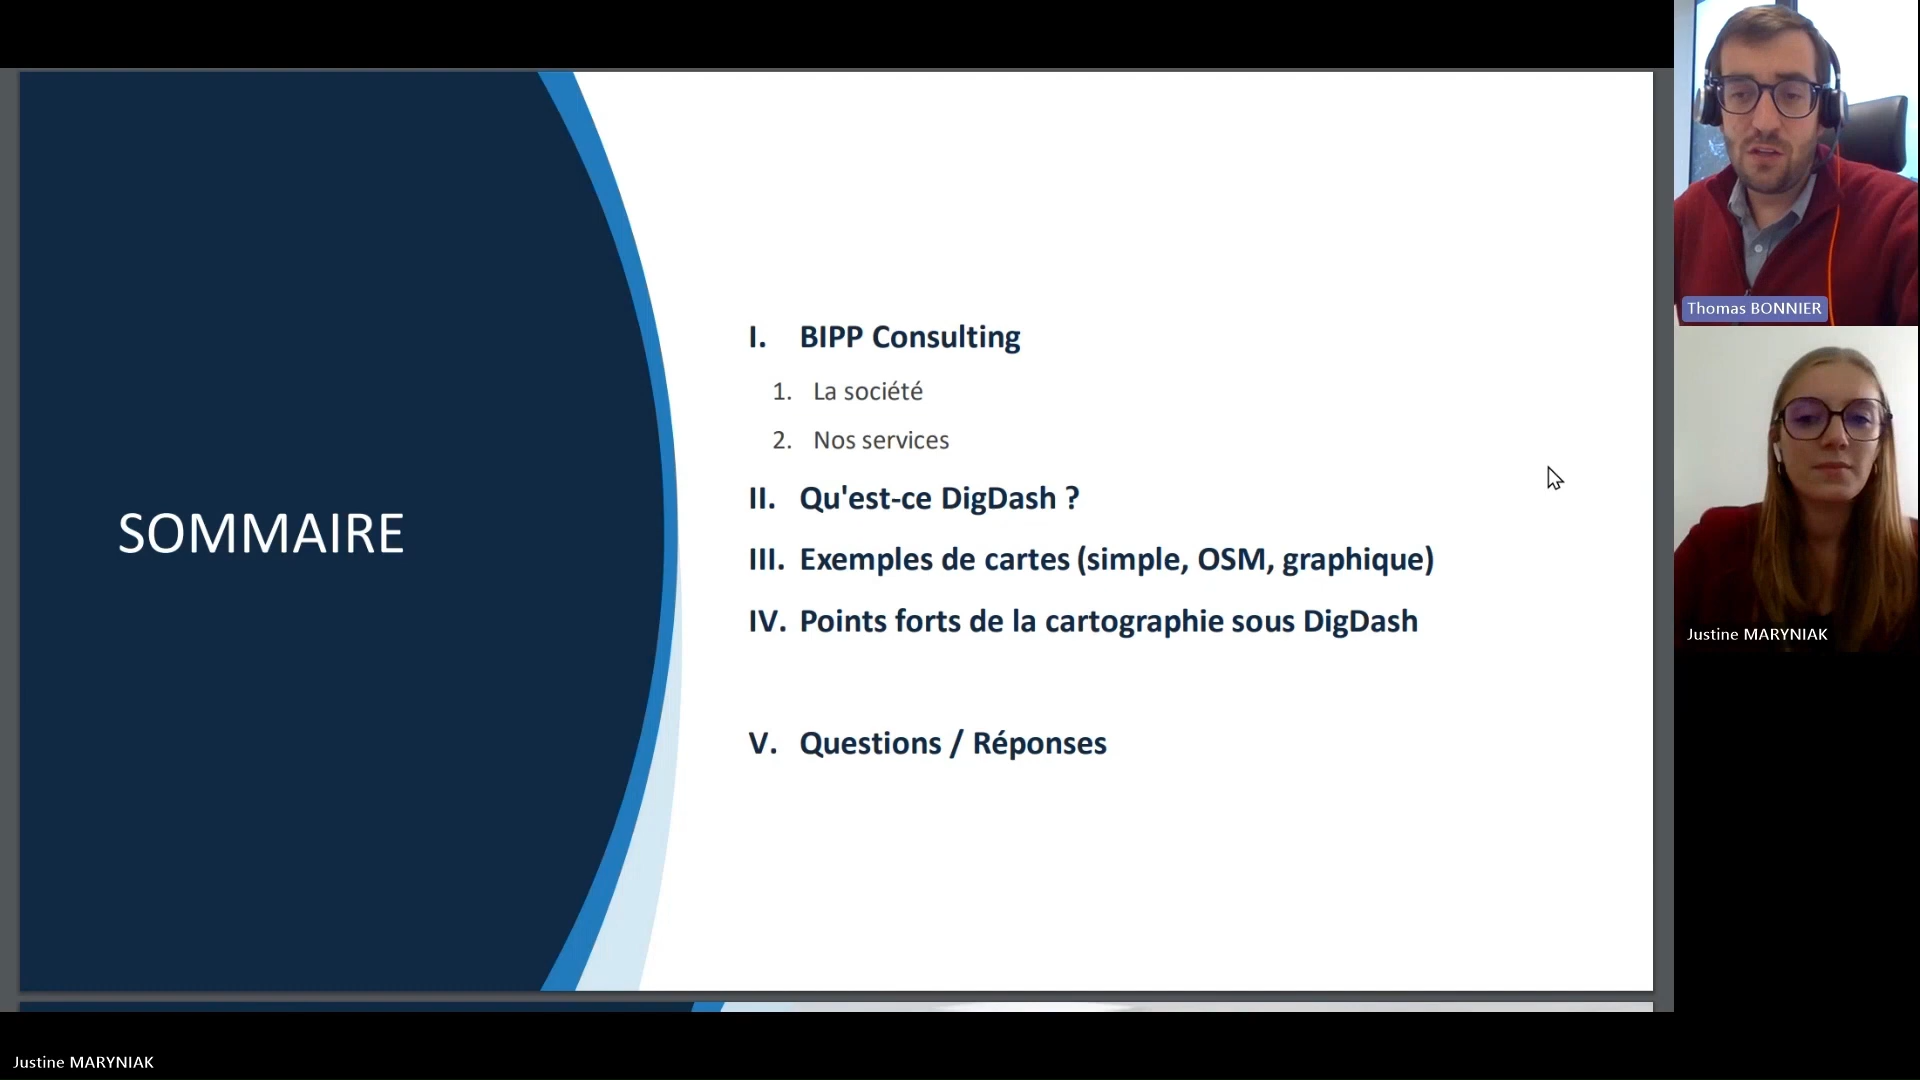 SOMMAIRE
I. BIPP Consulting
1. La société
2. Nos services
II. Qu'est-ce DigDash ?
III. Exemples de cartes (simple, OSM, graphique)
IV. Points forts de la cartographie sous DigDash
V. Questions / Réponses
Thomas BONNIER
Justine MARYNIAK
Justine MARYNIAK